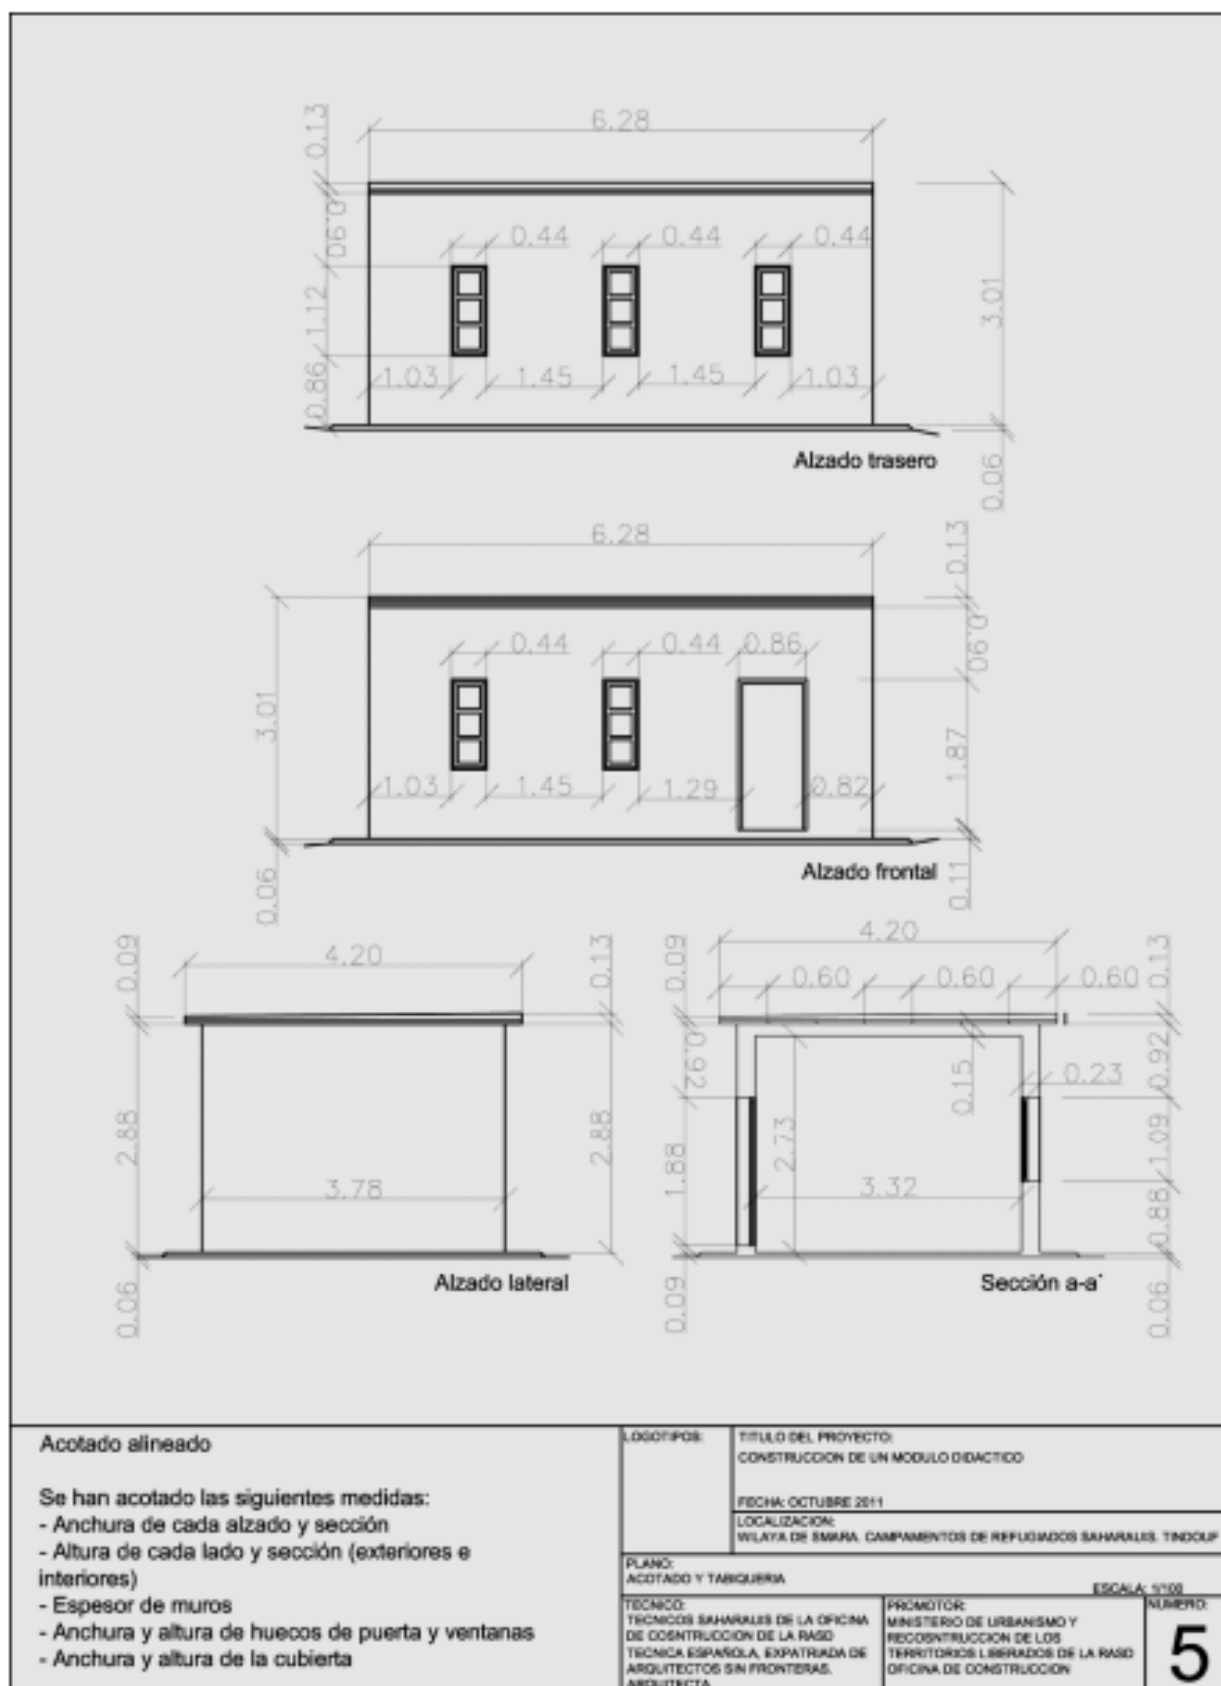 6.28
0.13
0.90
0.44 0.44 0.44
1.12
3.01
1.03 1.45 1.45 1.03
0.86
Alzado trasero
0.06
6.28
0.13
0.44 0.44 0.86
0.90
3.01
1.87
1.03 1.45 1.29 0.82
Alzado frontal
0.06
0.11
0.09
4.20
0.13
2.88
2.88
3.78
Alzado lateral
0.06
4.20
0.09
0.60 0.60 0.60
0.13
0.92
0.15
0.23
0.92
2.73
1.88
1.09
3.32
0.88
Sección a-a'
0.09
0.06
Acotado alineado
Se han acotado las siguientes medidas:
- Anchura de cada alzado y sección
- Altura de cada lado y sección (exteriores e
interiores)
- Espesor de muros
- Anchura y altura de huecos de puerta y ventanas
- Anchura y altura de la cubierta
LOGOTIPOS:
TITULO DEL PROYECTO:
CONSTRUCCION DE UN MODULO DIDACTICO
FECHA: OCTUBRE 2011
LOCALIZACION:
WILAYA DE SMARA. CAMPAMENTOS DE REFUGIADOS SAHARAUIS. TINDOUF
PLANO:
ACOTADO Y TABIQUERIA
ESCALA: 1/100
TECNICO:
TECNICOS SAHARAUIS DE LA OFICINA
DE COSNTRUCCION DE LA RASD
TECNICA ESPAÑOLA, EXPATRIADA DE
ARQUITECTOS SIN FRONTERAS.
ARQUITECTA
PROMOTOR:
MINISTERIO DE URBANISMO Y
RECOSNTRUCCION DE LOS
TERRITORIOS LIBERADOS DE LA RASD
OFICINA DE CONSTRUCCION
NUMERO:
5